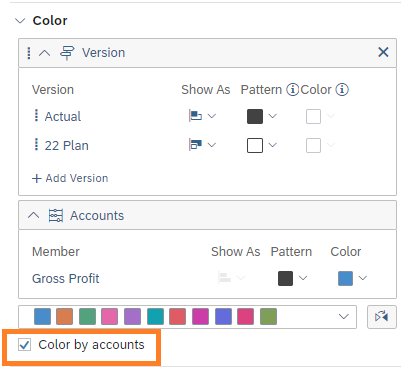 Color
Version
Version Show As Pattern Color
Actual
22 Plan
+ Add Version
Accounts
Member Show As Pattern Color
Gross Profit
Color by accounts